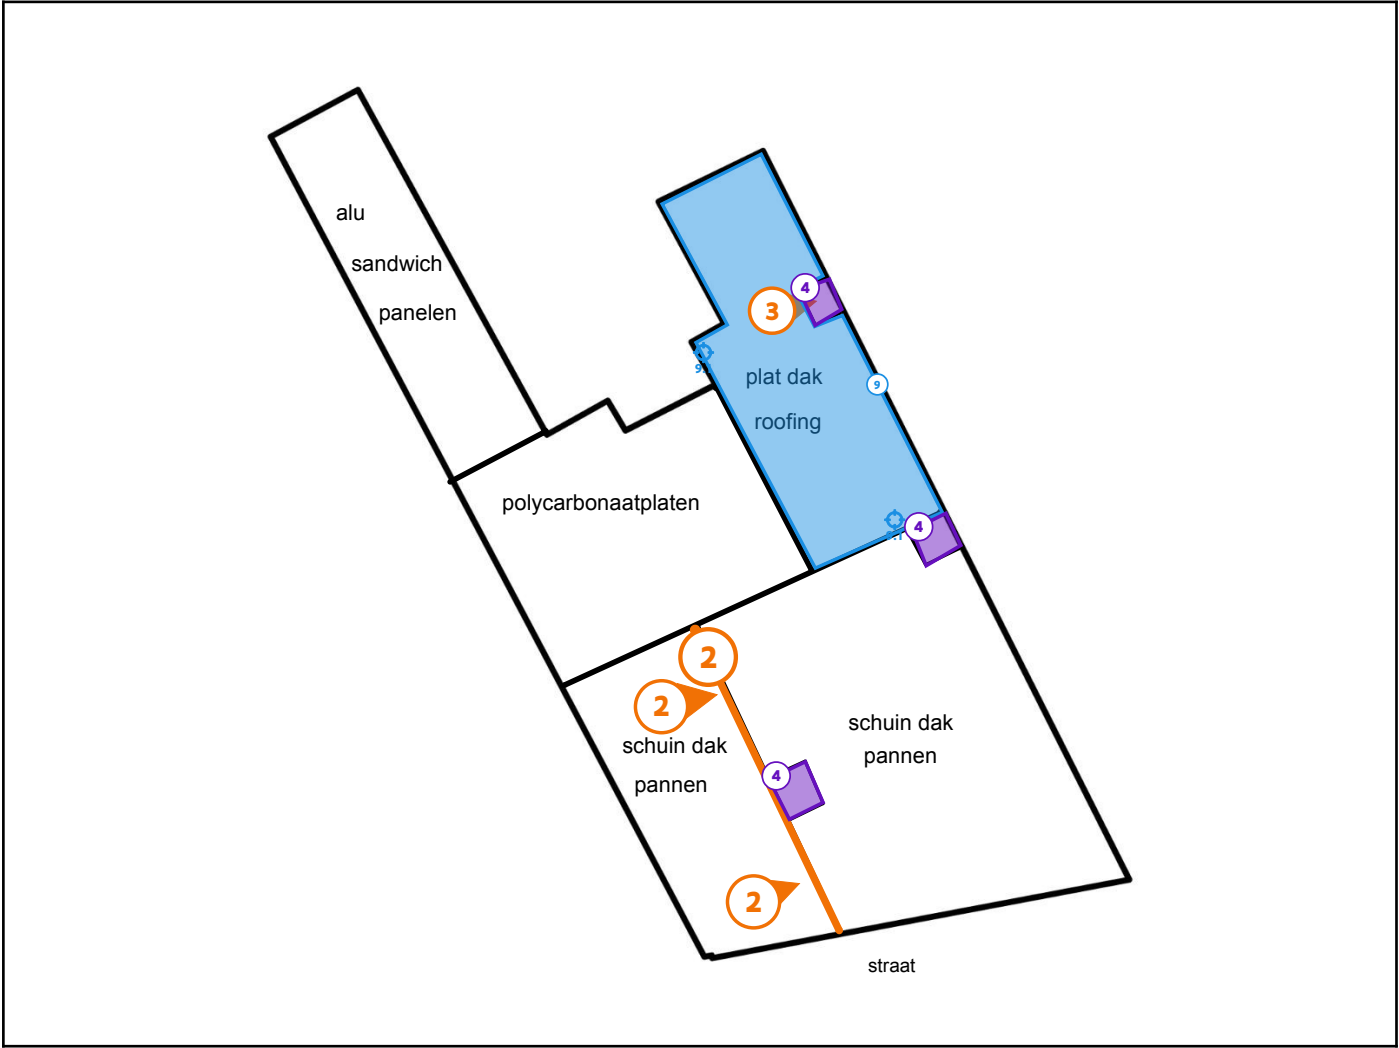 alu
sandwich
panelen
4
3
plat dak
roofing
9
polycarbonaatplaten
4
2
2
schuin dak
pannen
schuin dak
pannen
4
2
straat